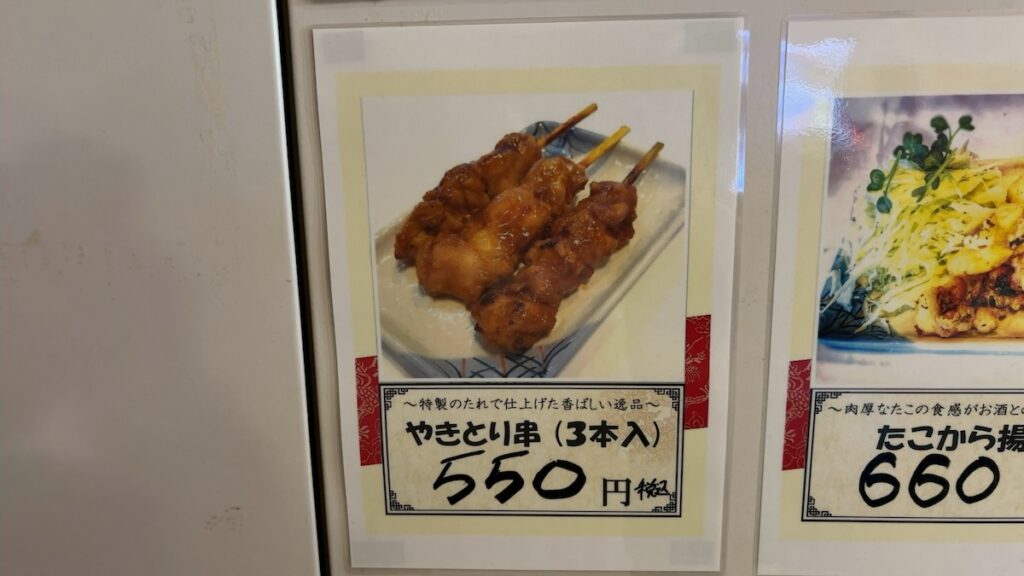 ~特製のたれで仕上げた香ばしい逸品~
やきとり串(3本入)
550円税込
~肉厚なたこの食感がお酒と
たこから揚
660